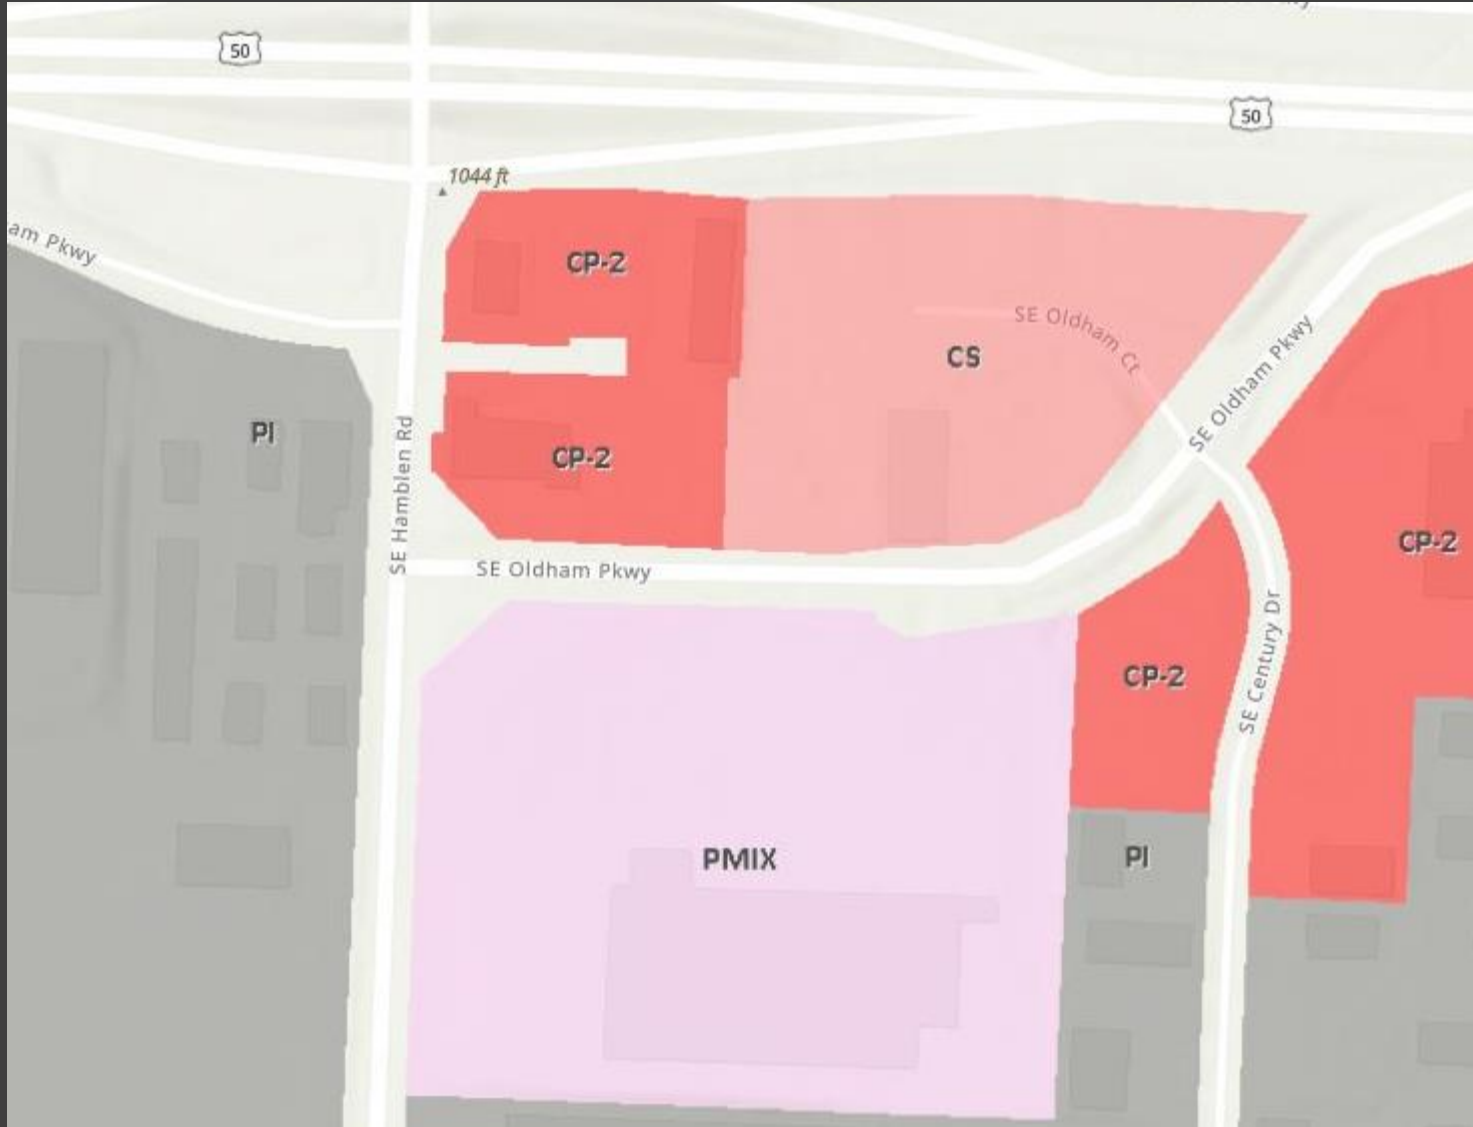 50
50
1044 ft
am Pkwy
CP-2
SE Oldham Ct
CS
SE Oldham Pkwy
PI
SE Hamblen Rd
CP-2
CP-2
SE Oldham Pkwy
SE Century Dr
CP-2
PMIX
PI